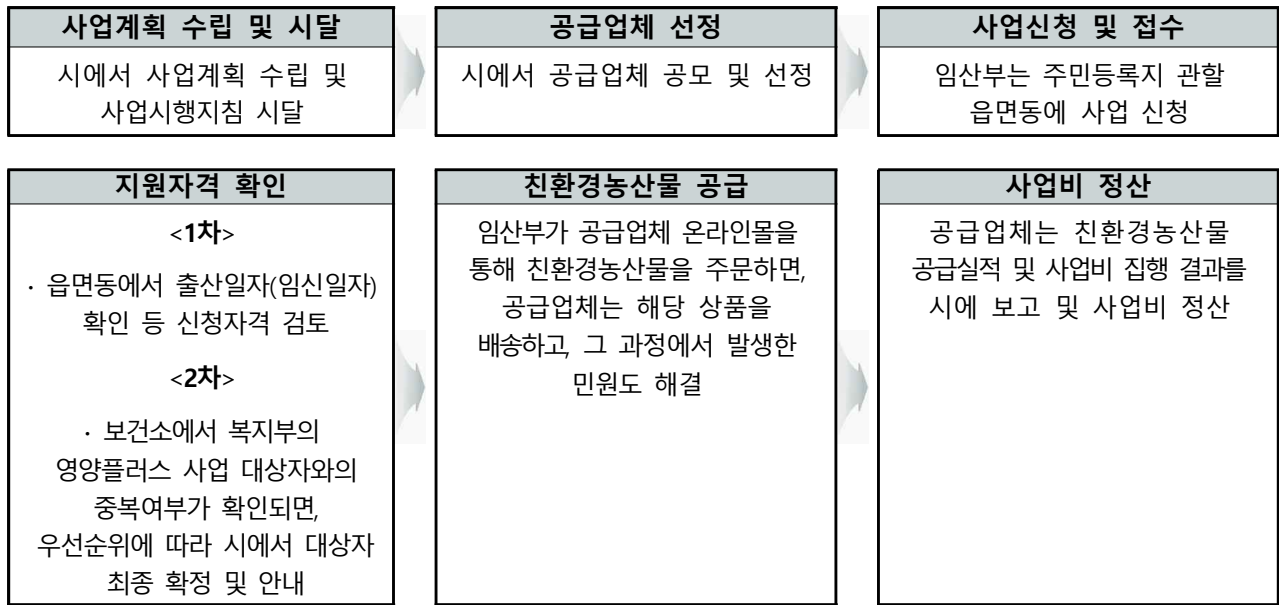 사업계획 수립 및 시달
시에서 사업계획 수립 및
사업시행지침 시달
공급업체 선정
시에서 공급업체 공모 및 선정
사업신청 및 접수
임산부는 주민등록지 관할
읍면동에 사업 신청
지원자격 확인
<1차>
· 읍면동에서 출산일자(임신일자)
확인 등 신청자격 검토
<2차>
· 보건소에서 복지부의
영양플러스 사업 대상자와의
중복여부가 확인되면,
우선순위에 따라 시에서 대상자
최종 확정 및 안내
친환경농산물 공급
임산부가 공급업체 온라인몰을
통해 친환경농산물을 주문하면,
공급업체는 해당 상품을
배송하고, 그 과정에서 발생한
민원도 해결
사업비 정산
공급업체는 친환경농산물
공급실적 및 사업비 집행 결과를
시에 보고 및 사업비 정산